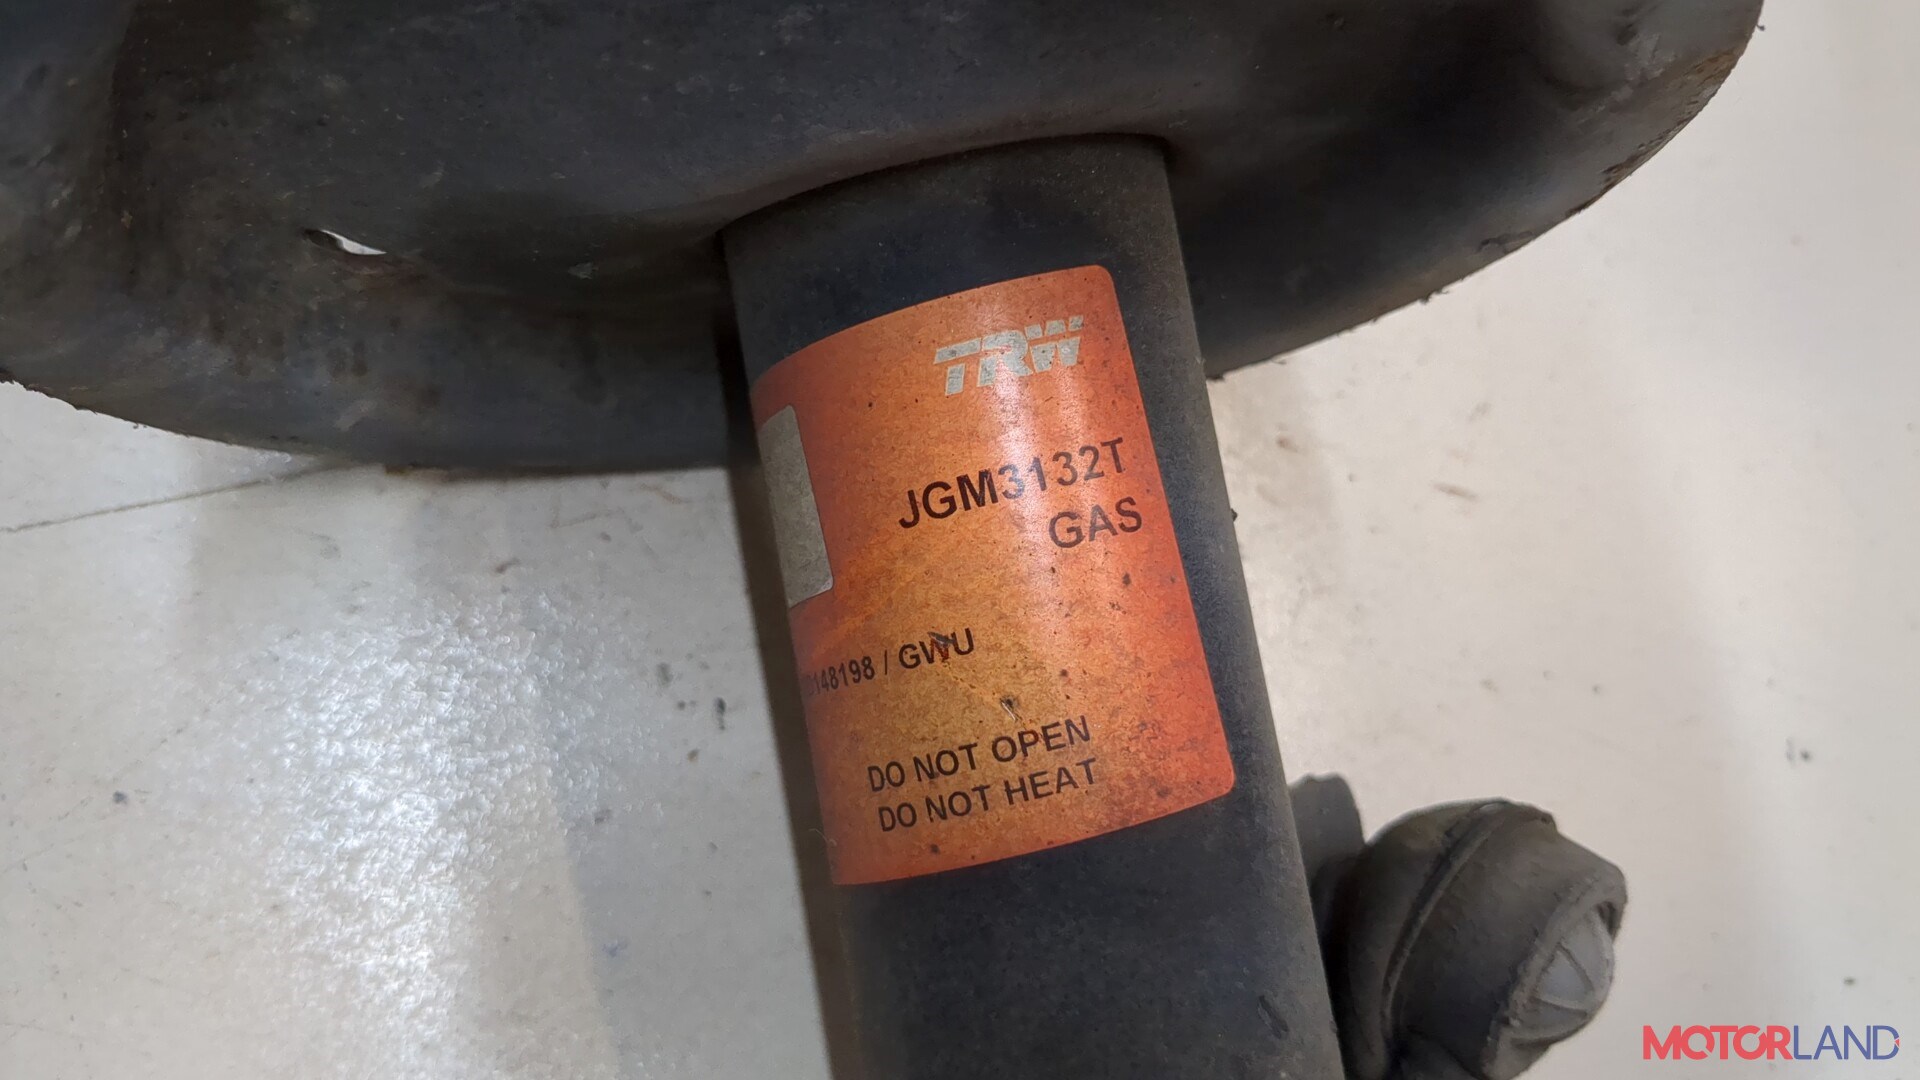 TRW
JGM3132T
GAS
148198 / GWU
DO NOT OPEN
DO NOT HEAT
MOTORLAND